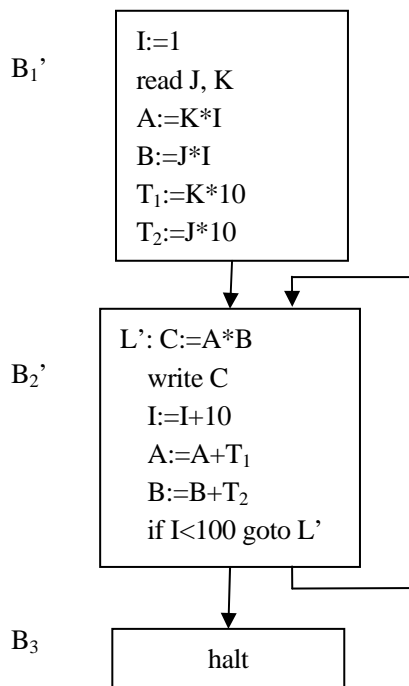 I:=1
B₁’
read J, K
A:=K*I
B:=J*I
T₁:=K*10
T₂:=J*10
L’: C:=A*B
B₂’
write C
I:=I+10
A:=A+T₁
B:=B+T₂
if I<100 goto L’
B₃
halt